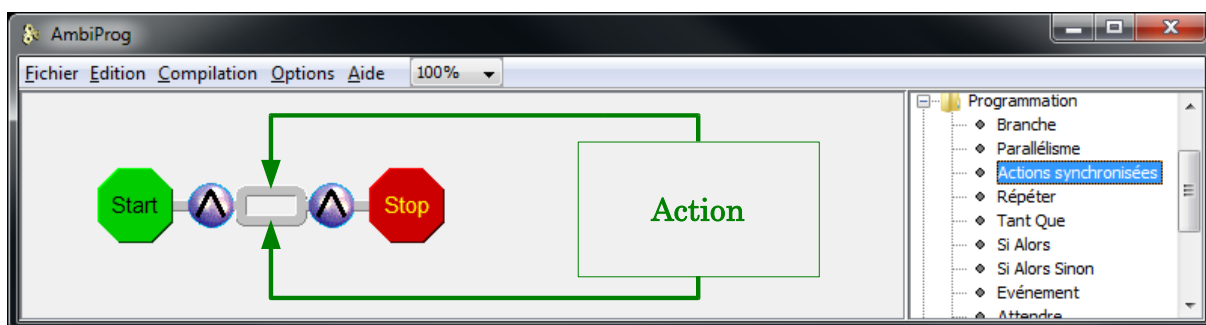 AmbiProg
Fichier Edition Compilation Options Aide 100%
Programmation
Branche
Parallélisme
Actions synchronisées
Répéter
Tant Que
Si Alors
Si Alors Sinon
Evénement
Attendre
Start
Stop
Action